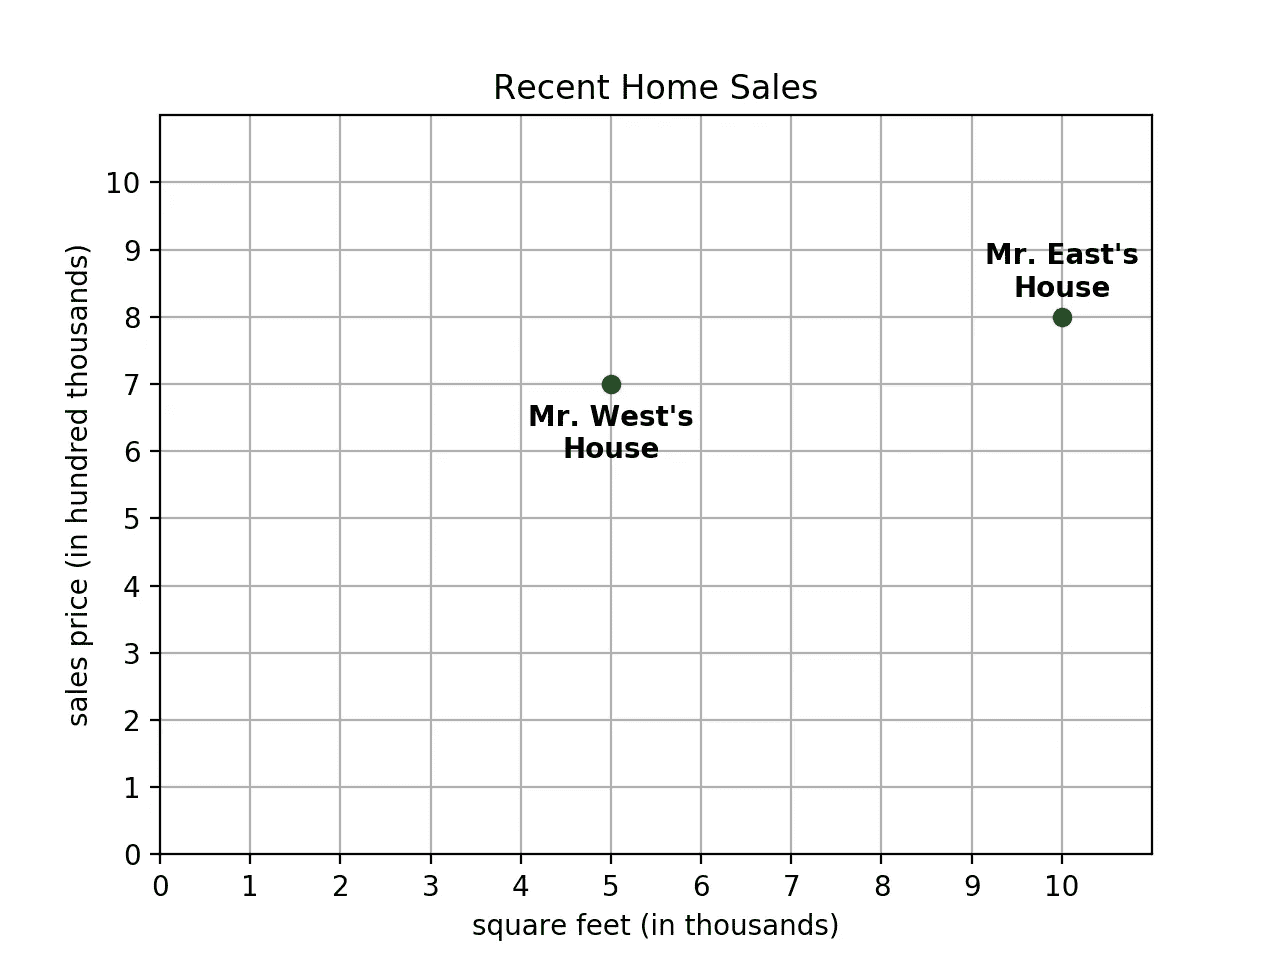 Recent Home Sales
10
9
8
7
6
5
4
3
2
1
0
sales price (in hundred thousands)
Mr. East's
House
Mr. West's
House
0 1 2 3 4 5 6 7 8 9 10
square feet (in thousands)